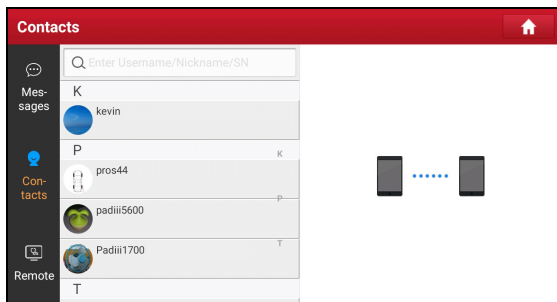 Contacts
Enter Username/Nickname/SN
Mes-
sages
K
kevin
P
K
pros44
Con-
tacts
P
padiii5600
Padiii1700
T
Remote
T